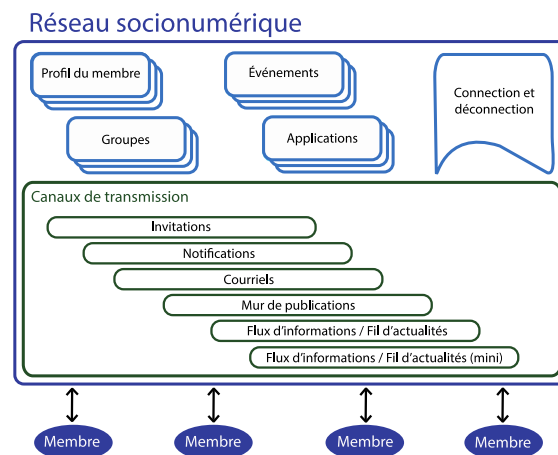 Réseau socionumérique
Profil du membre
Événements
Connection et
déconnection
Groupes
Applications
Canaux de transmission
Invitations
Notifications
Courriels
Mur de publications
Flux d'informations / Fil d'actualités
Flux d'informations / Fil d'actualités (mini)
Membre
Membre
Membre
Membre